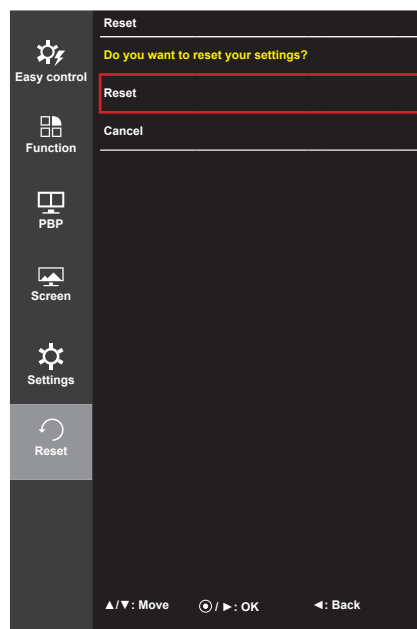 Reset
Do you want to reset your settings?
Reset
Cancel
Easy control
Function
PBP
Screen
Settings
Reset
▲/▼: Move ⦿ / ►: OK ◄: Back